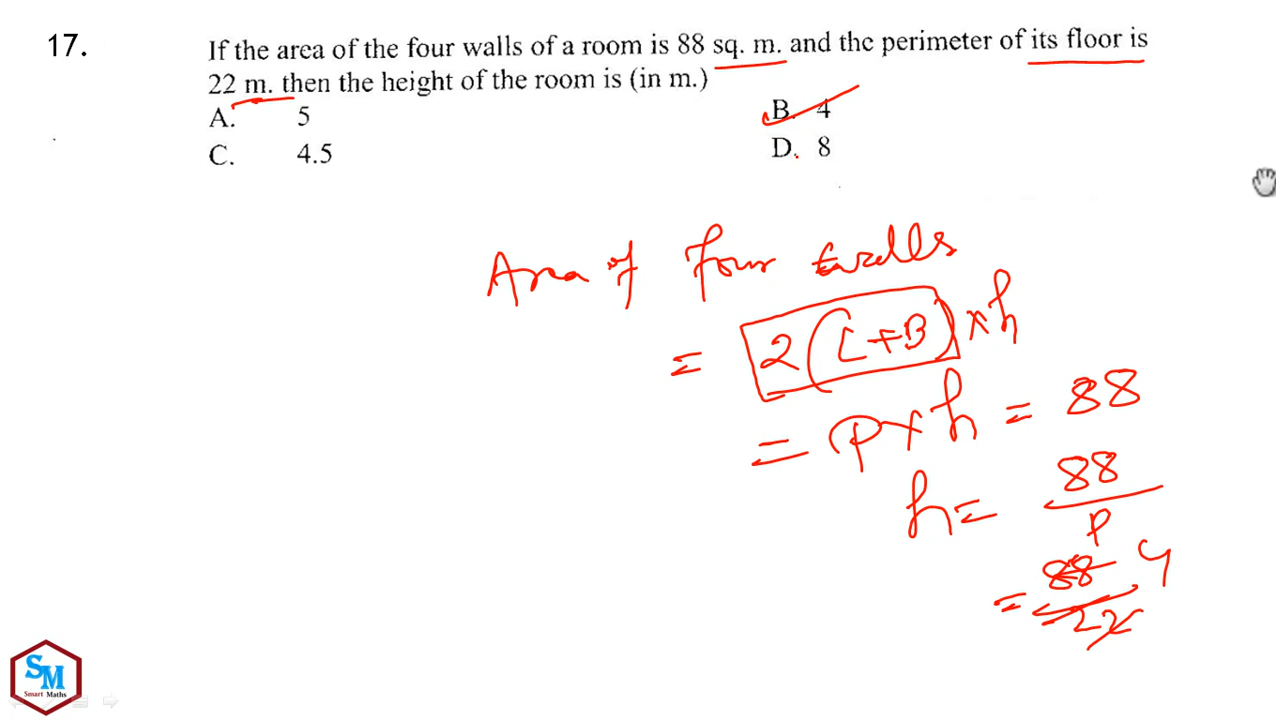 17.
If the area of the four walls of a room is 88 sq. m. and the perimeter of its floor is
22 m. then the height of the room is (in m.)
A. 5
B. 4
C. 4.5
D. 8
Area of four walls
= 2(L+B)×h
= P×h = 88
h = 88/P
= 88/22 4
SM
Smart Maths